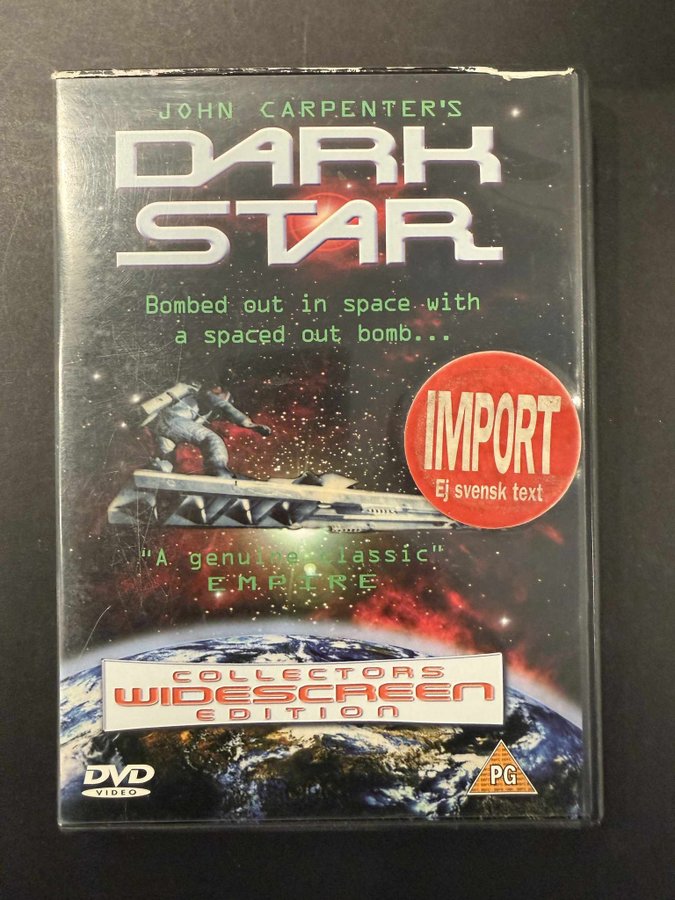 JOHN CARPENTER'S
DARK
STAR
Bombed out in space with
a spaced out bomb...
IMPORT
Ej svensk text
"A genuine classic"
EMPIRE
COLLECTORS
WIDESCREEN
EDITION
DVD
VIDEO
PG